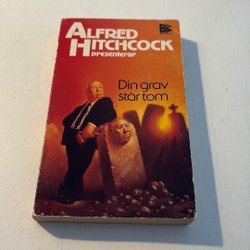 ALFRED
HITCHCOCK
presenterar
Din grav
står tom